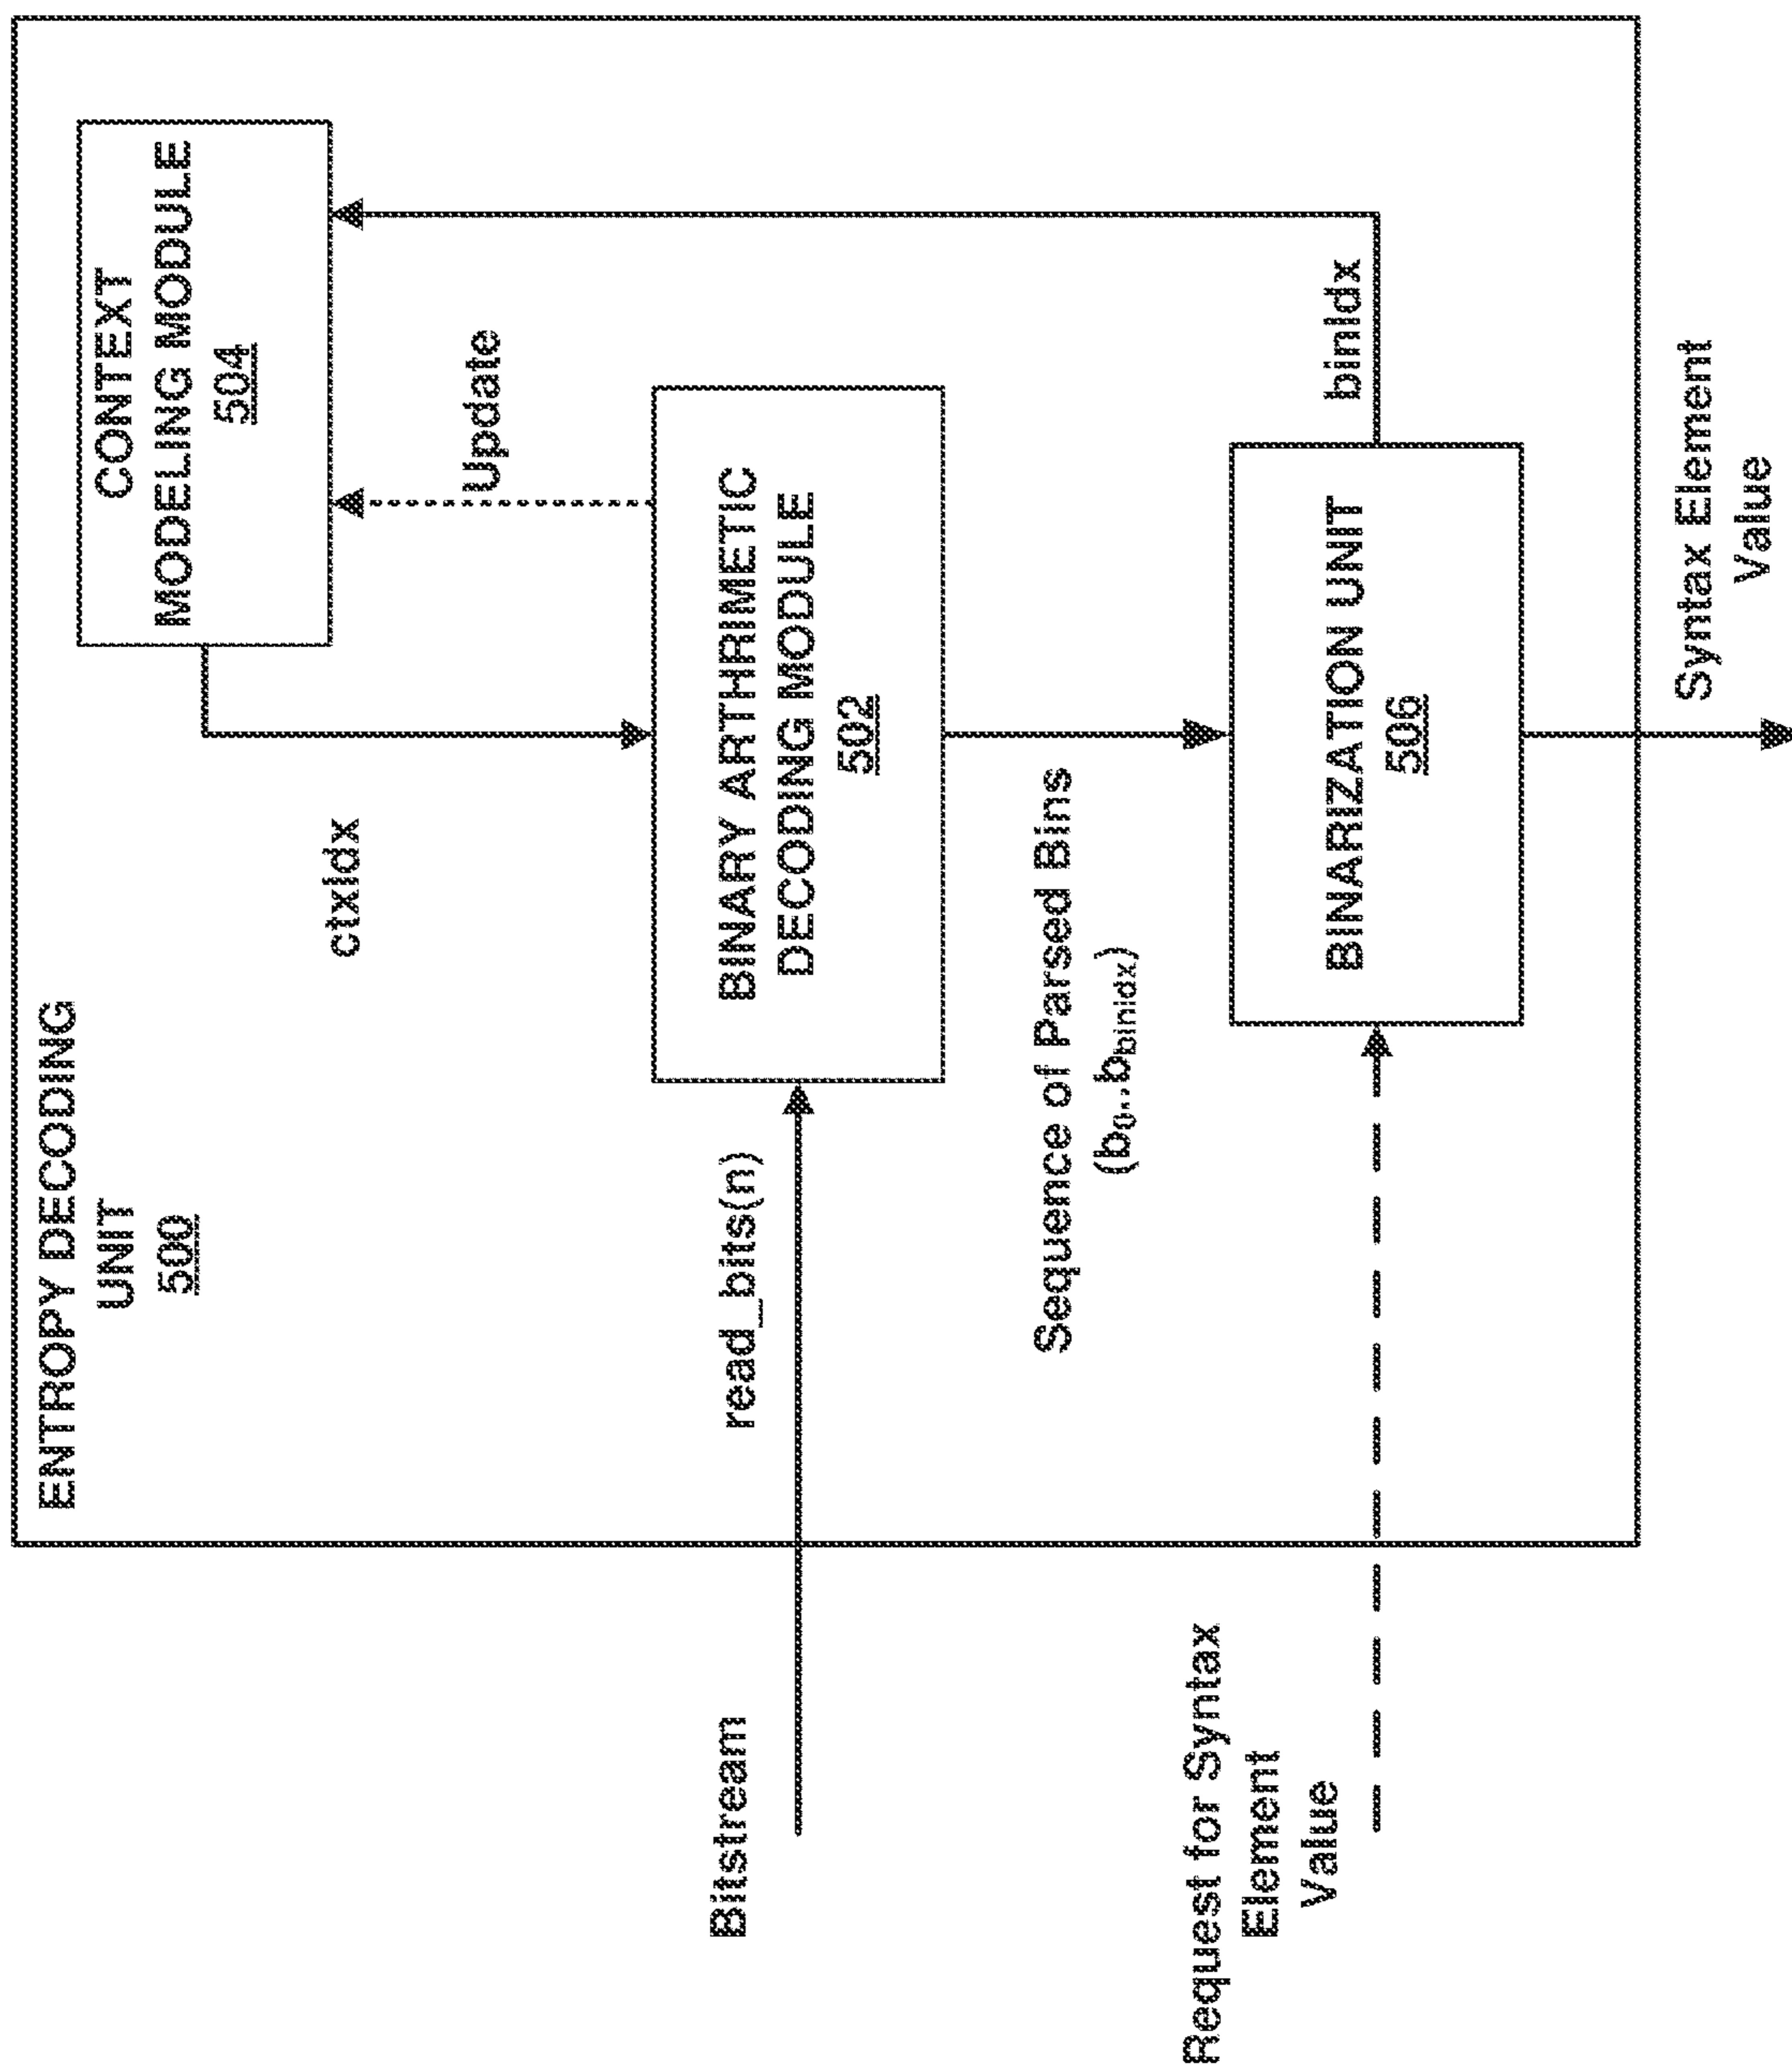 ENTROPY DECODING
UNIT
500
CONTEXT
MODELING MODULE
504
ctxIdx
Update
Bitstream
read_bits(n)
BINARY ARTHRIMETIC
DECODING MODULE
502
Sequence of Parsed Bins
(b0..bbinIdx)
Request for Syntax
Element
Value
BINARIZATION UNIT
506
binIdx
Syntax Element
Value